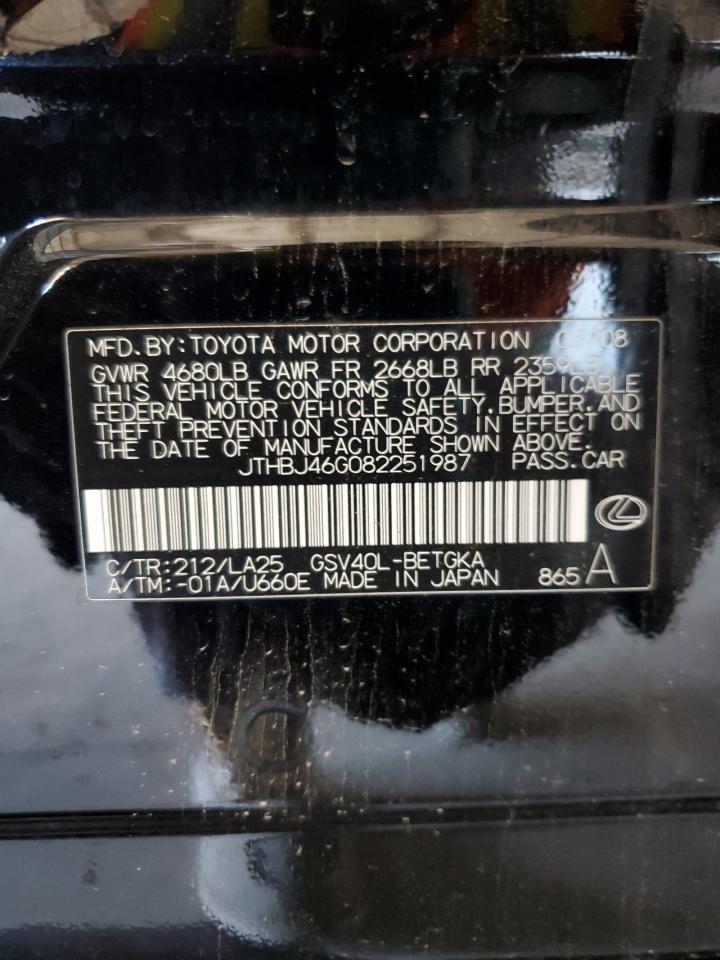 MFD.BY:TOYOTA MOTOR CORPORATION
GVWR 4680LB GAWR FR 2668LB RR 2359LB
THIS VEHICLE CONFORMS TO ALL APPLICABLE
FEDERAL MOTOR VEHICLE SAFETY,BUMPER,AND
THEFT PREVENTION STANDARDS IN EFFECT ON
THE DATE OF MANUFACTURE SHOWN ABOVE.
JTHBJ46G082251987 PASS.CAR
C/TR:212/LA25 GSV40L-BETGKA
A/TM:-01A/U660E MADE IN JAPAN 865 A